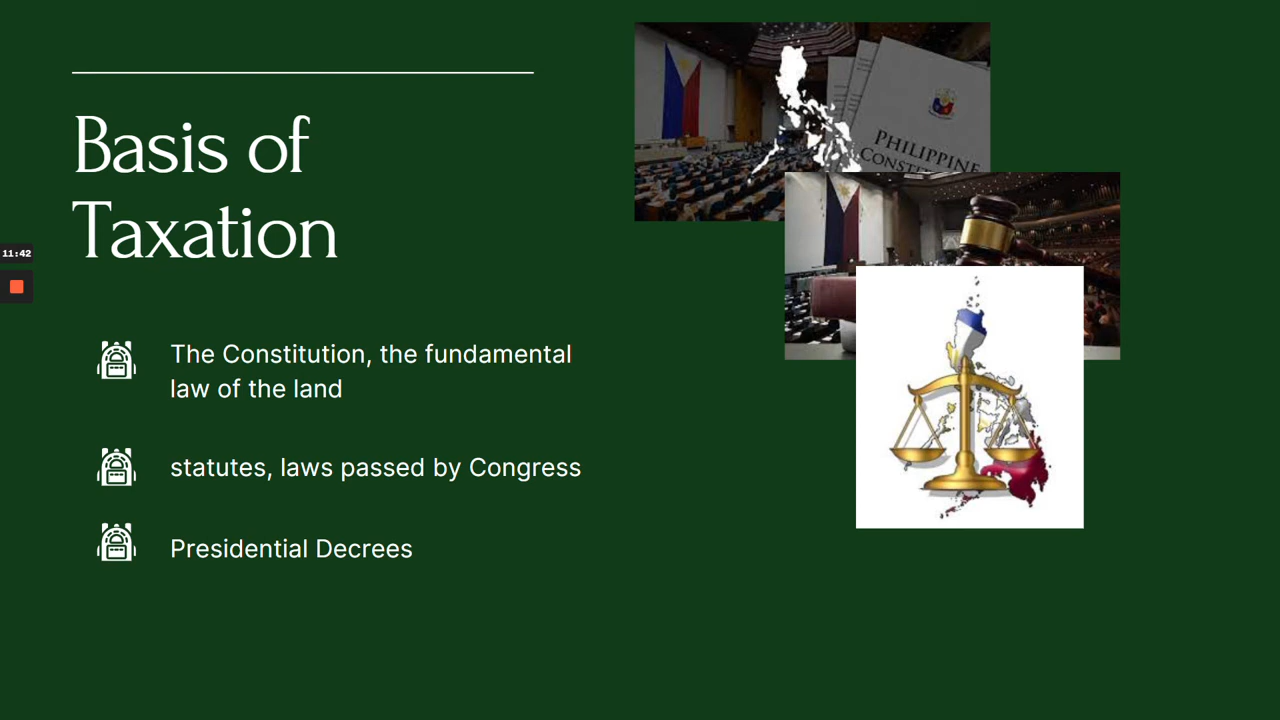 Basis of
Taxation
11:42
The Constitution, the fundamental
law of the land
statutes, laws passed by Congress
Presidential Decrees
PHILIPPINE